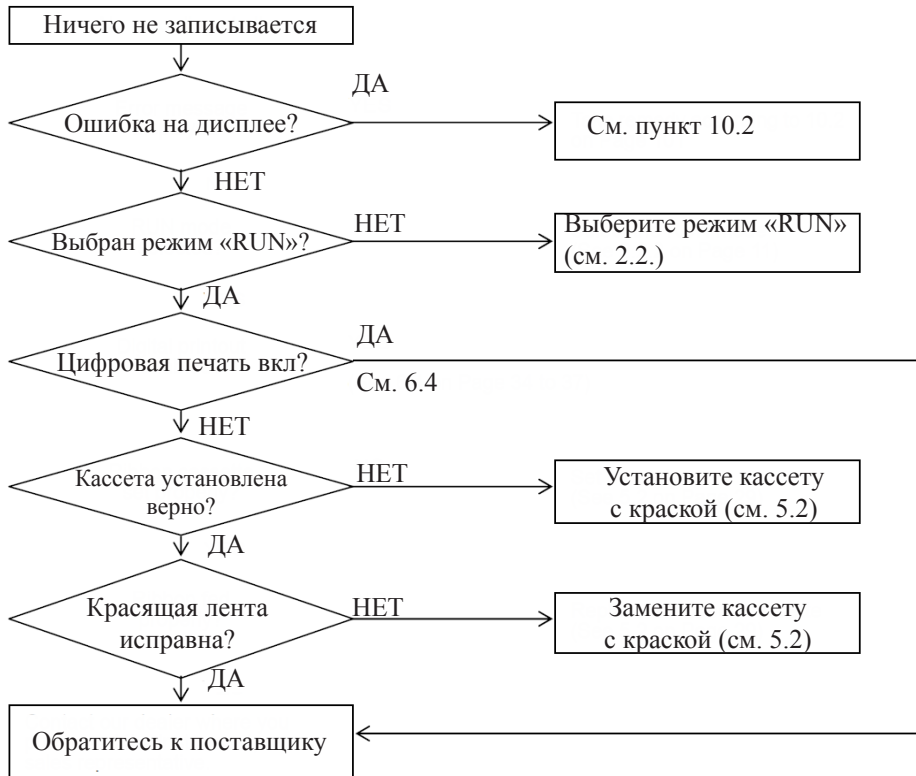 Ничего не записывается
ДА
Ошибка на дисплее?
См. пункт 10.2
НЕТ
Выбран режим «RUN»?
НЕТ
Выберите режим «RUN»
(см. 2.2.)
ДА
Цифровая печать вкл?
ДА
См. 6.4
НЕТ
Кассета установлена
верно?
НЕТ
Установите кассету
с краской (см. 5.2)
ДА
Красящая лента
исправна?
НЕТ
Замените кассету
с краской (см. 5.2)
ДА
Обратитесь к поставщику